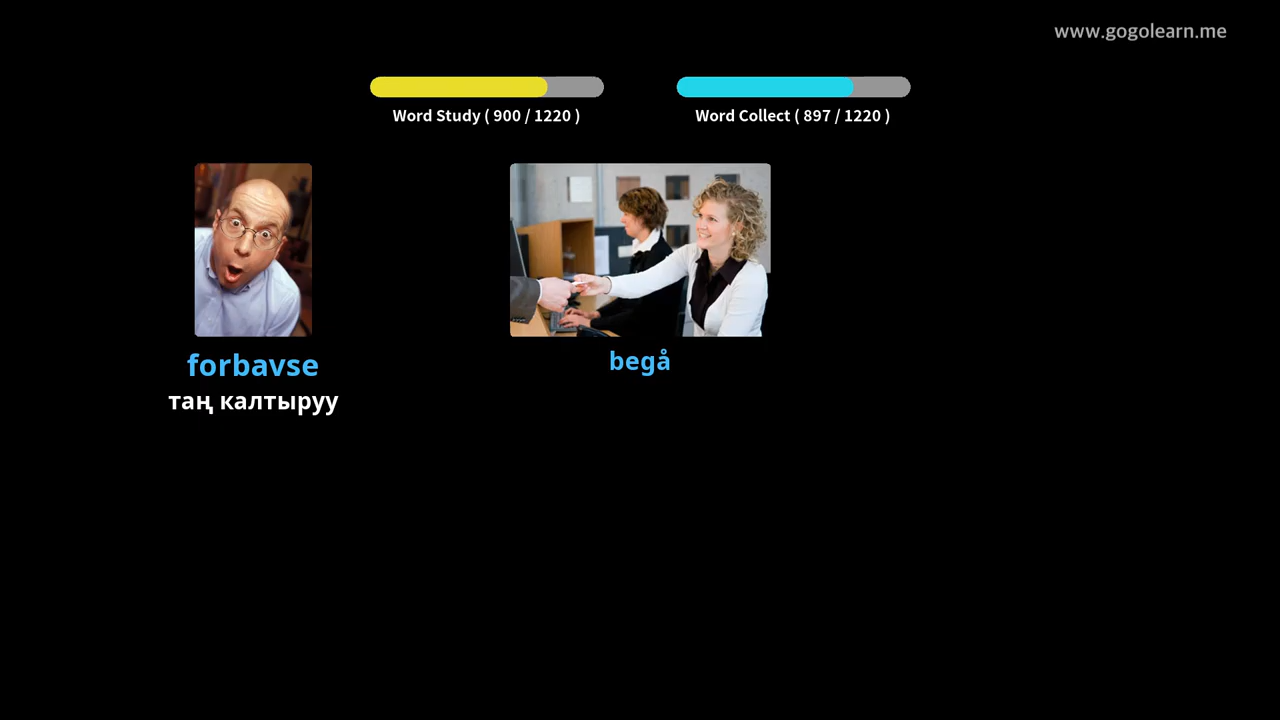 www.gogolearn.me
Word Study ( 900 / 1220 )
Word Collect ( 897 / 1220 )
forbavse
таң калтыруу
begå